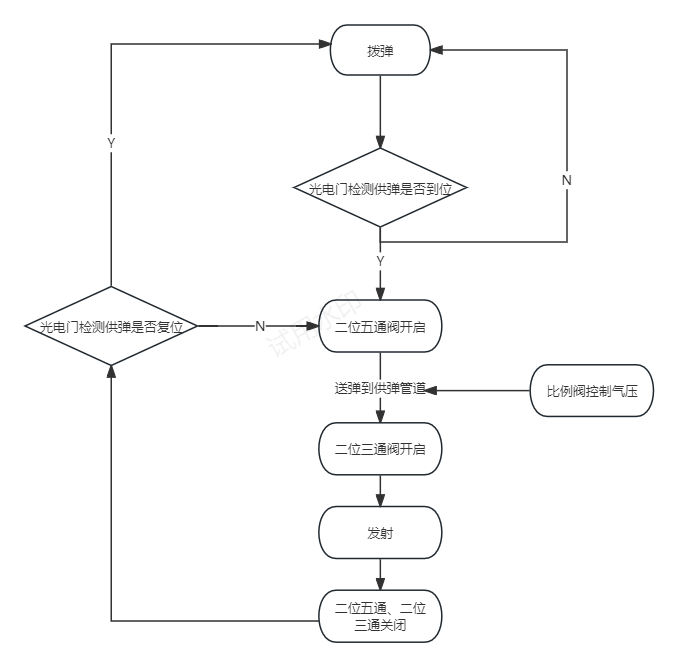 拨弹
Y
光电门检测供弹是否到位
N
Y
试用水印
光电门检测供弹是否复位
N
二位五通阀开启
送弹到供弹管道
比例阀控制气压
二位三通阀开启
发射
二位五通、二位
三通关闭